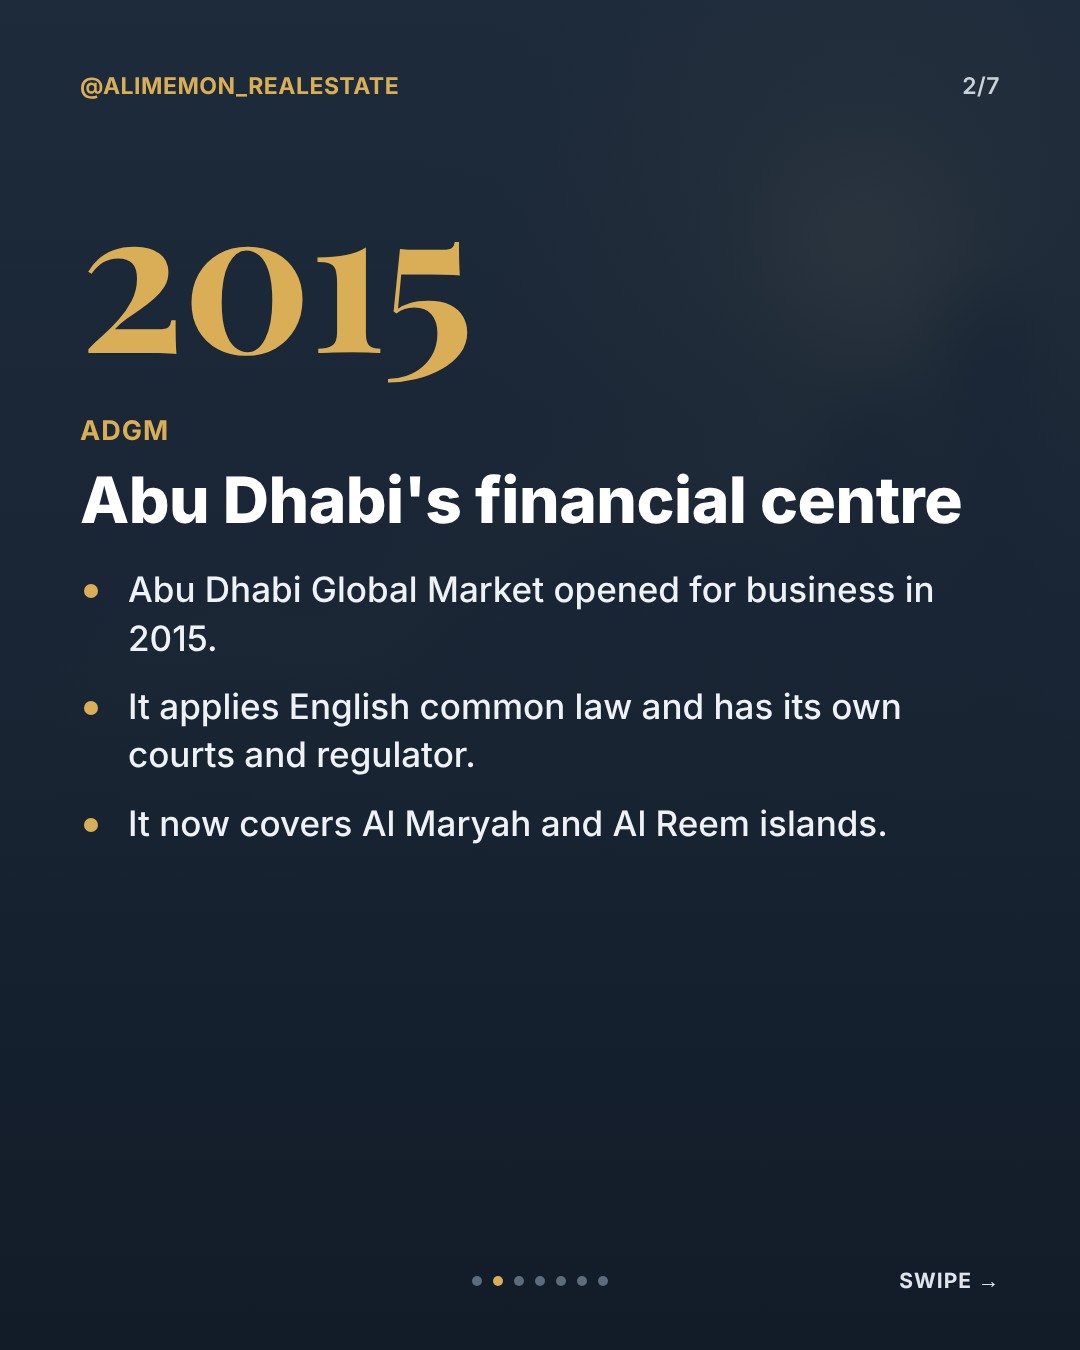 @ALIMEMON_REALESTATE
2/7
2015
ADGM
Abu Dhabi's financial centre
• Abu Dhabi Global Market opened for business in
2015.
• It applies English common law and has its own
courts and regulator.
• It now covers Al Maryah and Al Reem islands.
SWIPE →